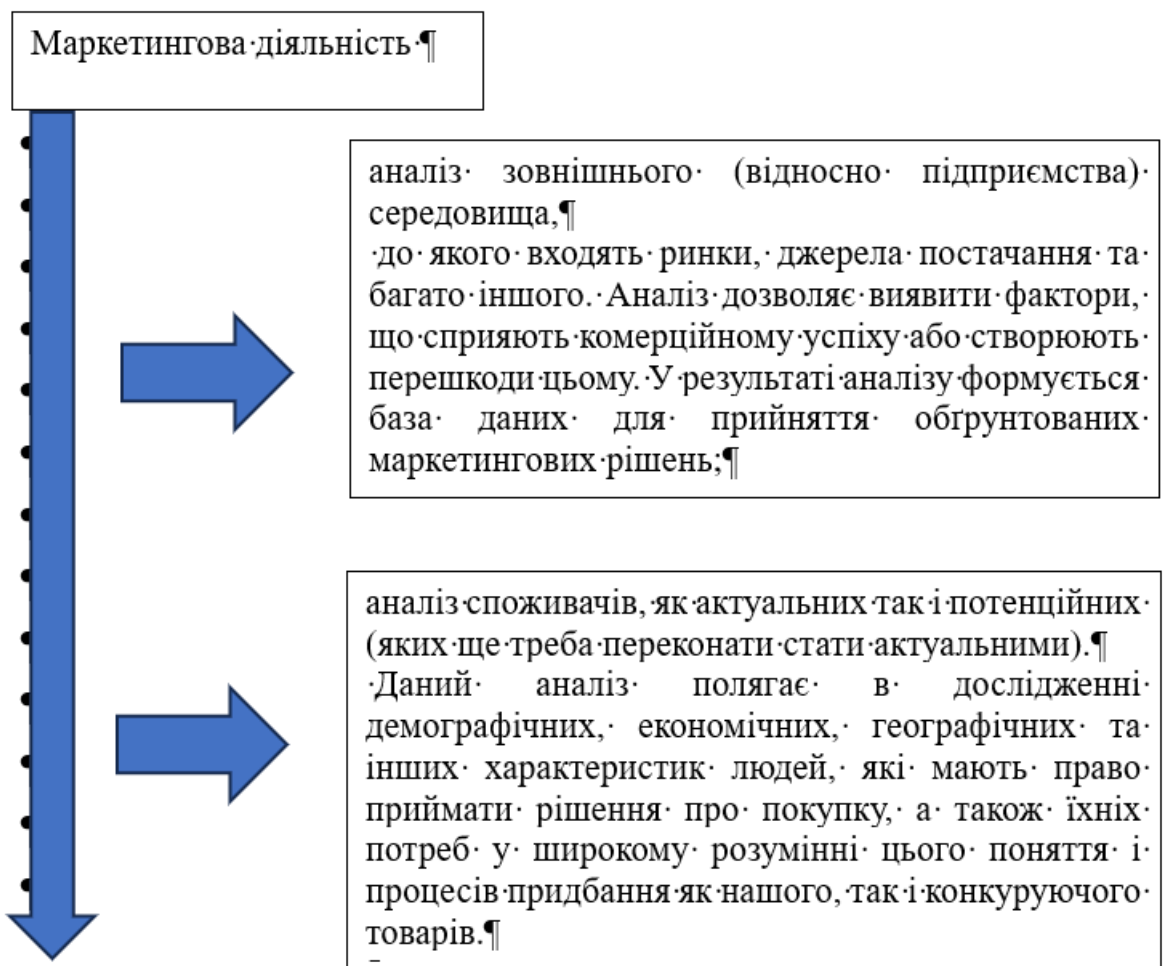 Маркетингова діяльність
аналіз зовнішнього (відносно підприємства)
середовища,
до якого входять ринки, джерела постачання та
багато іншого. Аналіз дозволяє виявити фактори,
що сприяють комерційному успіху або створюють
перешкоди цьому. У результаті аналізу формується
база даних для прийняття обґрунтованих
маркетингових рішень;
аналіз споживачів, як актуальних так і потенційних
(яких ще треба переконати стати актуальними).
Даний аналіз полягає в дослідженні
демографічних, економічних, географічних та
інших характеристик людей, які мають право
приймати рішення про покупку, а також їхніх
потреб у широкому розумінні цього поняття і
процесів придбання як нашого, так і конкуруючого
товарів.